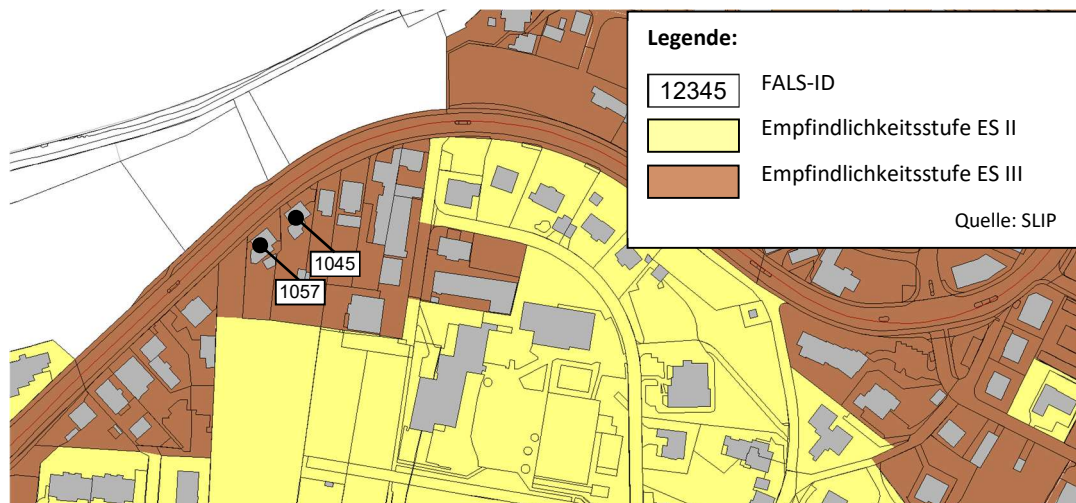 Legende:
12345 FALS-ID
Empfindlichkeitsstufe ES II
Empfindlichkeitsstufe ES III
Quelle: SLIP
1045
1057